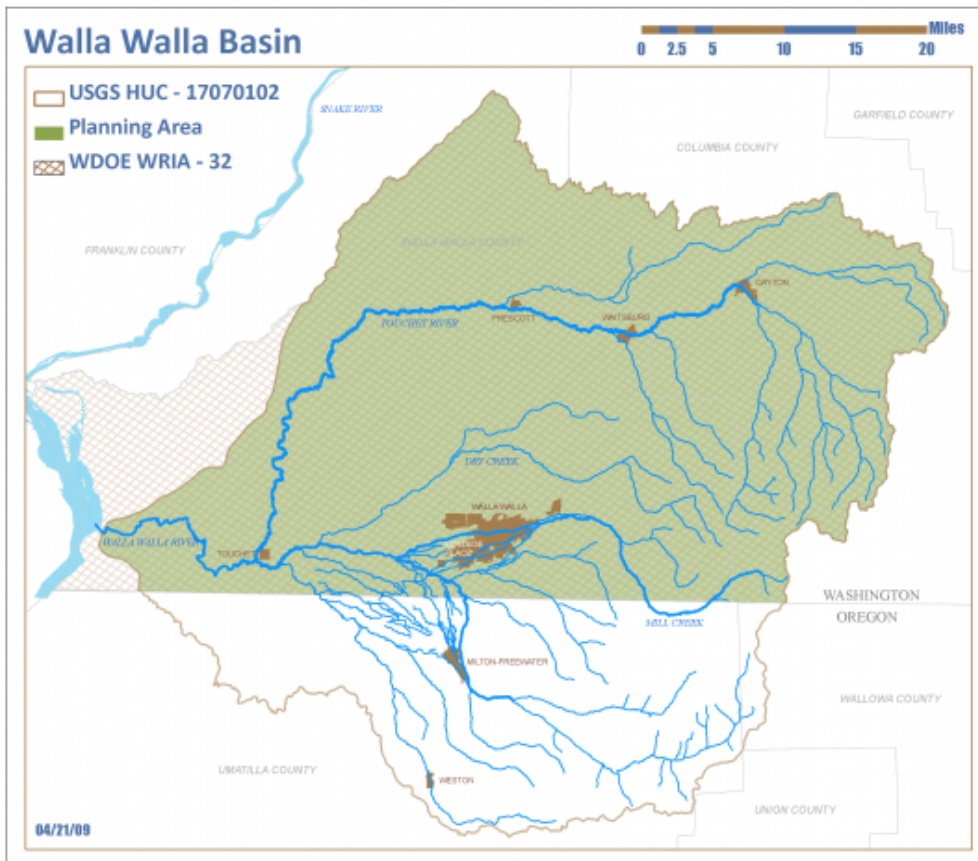 Walla Walla Basin
Miles
0 2.5 5 10 15 20
USGS HUC - 17070102
Planning Area
WDOE WRIA - 32
SNAKE RIVER
GARFIELD COUNTY
COLUMBIA COUNTY
FRANKLIN COUNTY
WALLA WALLA COUNTY
DAYTON
PRESCOTT
TOUCHET RIVER
WAITSBURG
DRY CREEK
WALLA WALLA
WALLA WALLA RIVER
TOUCHET
WASHINGTON
OREGON
MILL CREEK
MILTON-FREEWATER
WALLOWA COUNTY
UMATILLA COUNTY
WESTON
UNION COUNTY
04/21/09